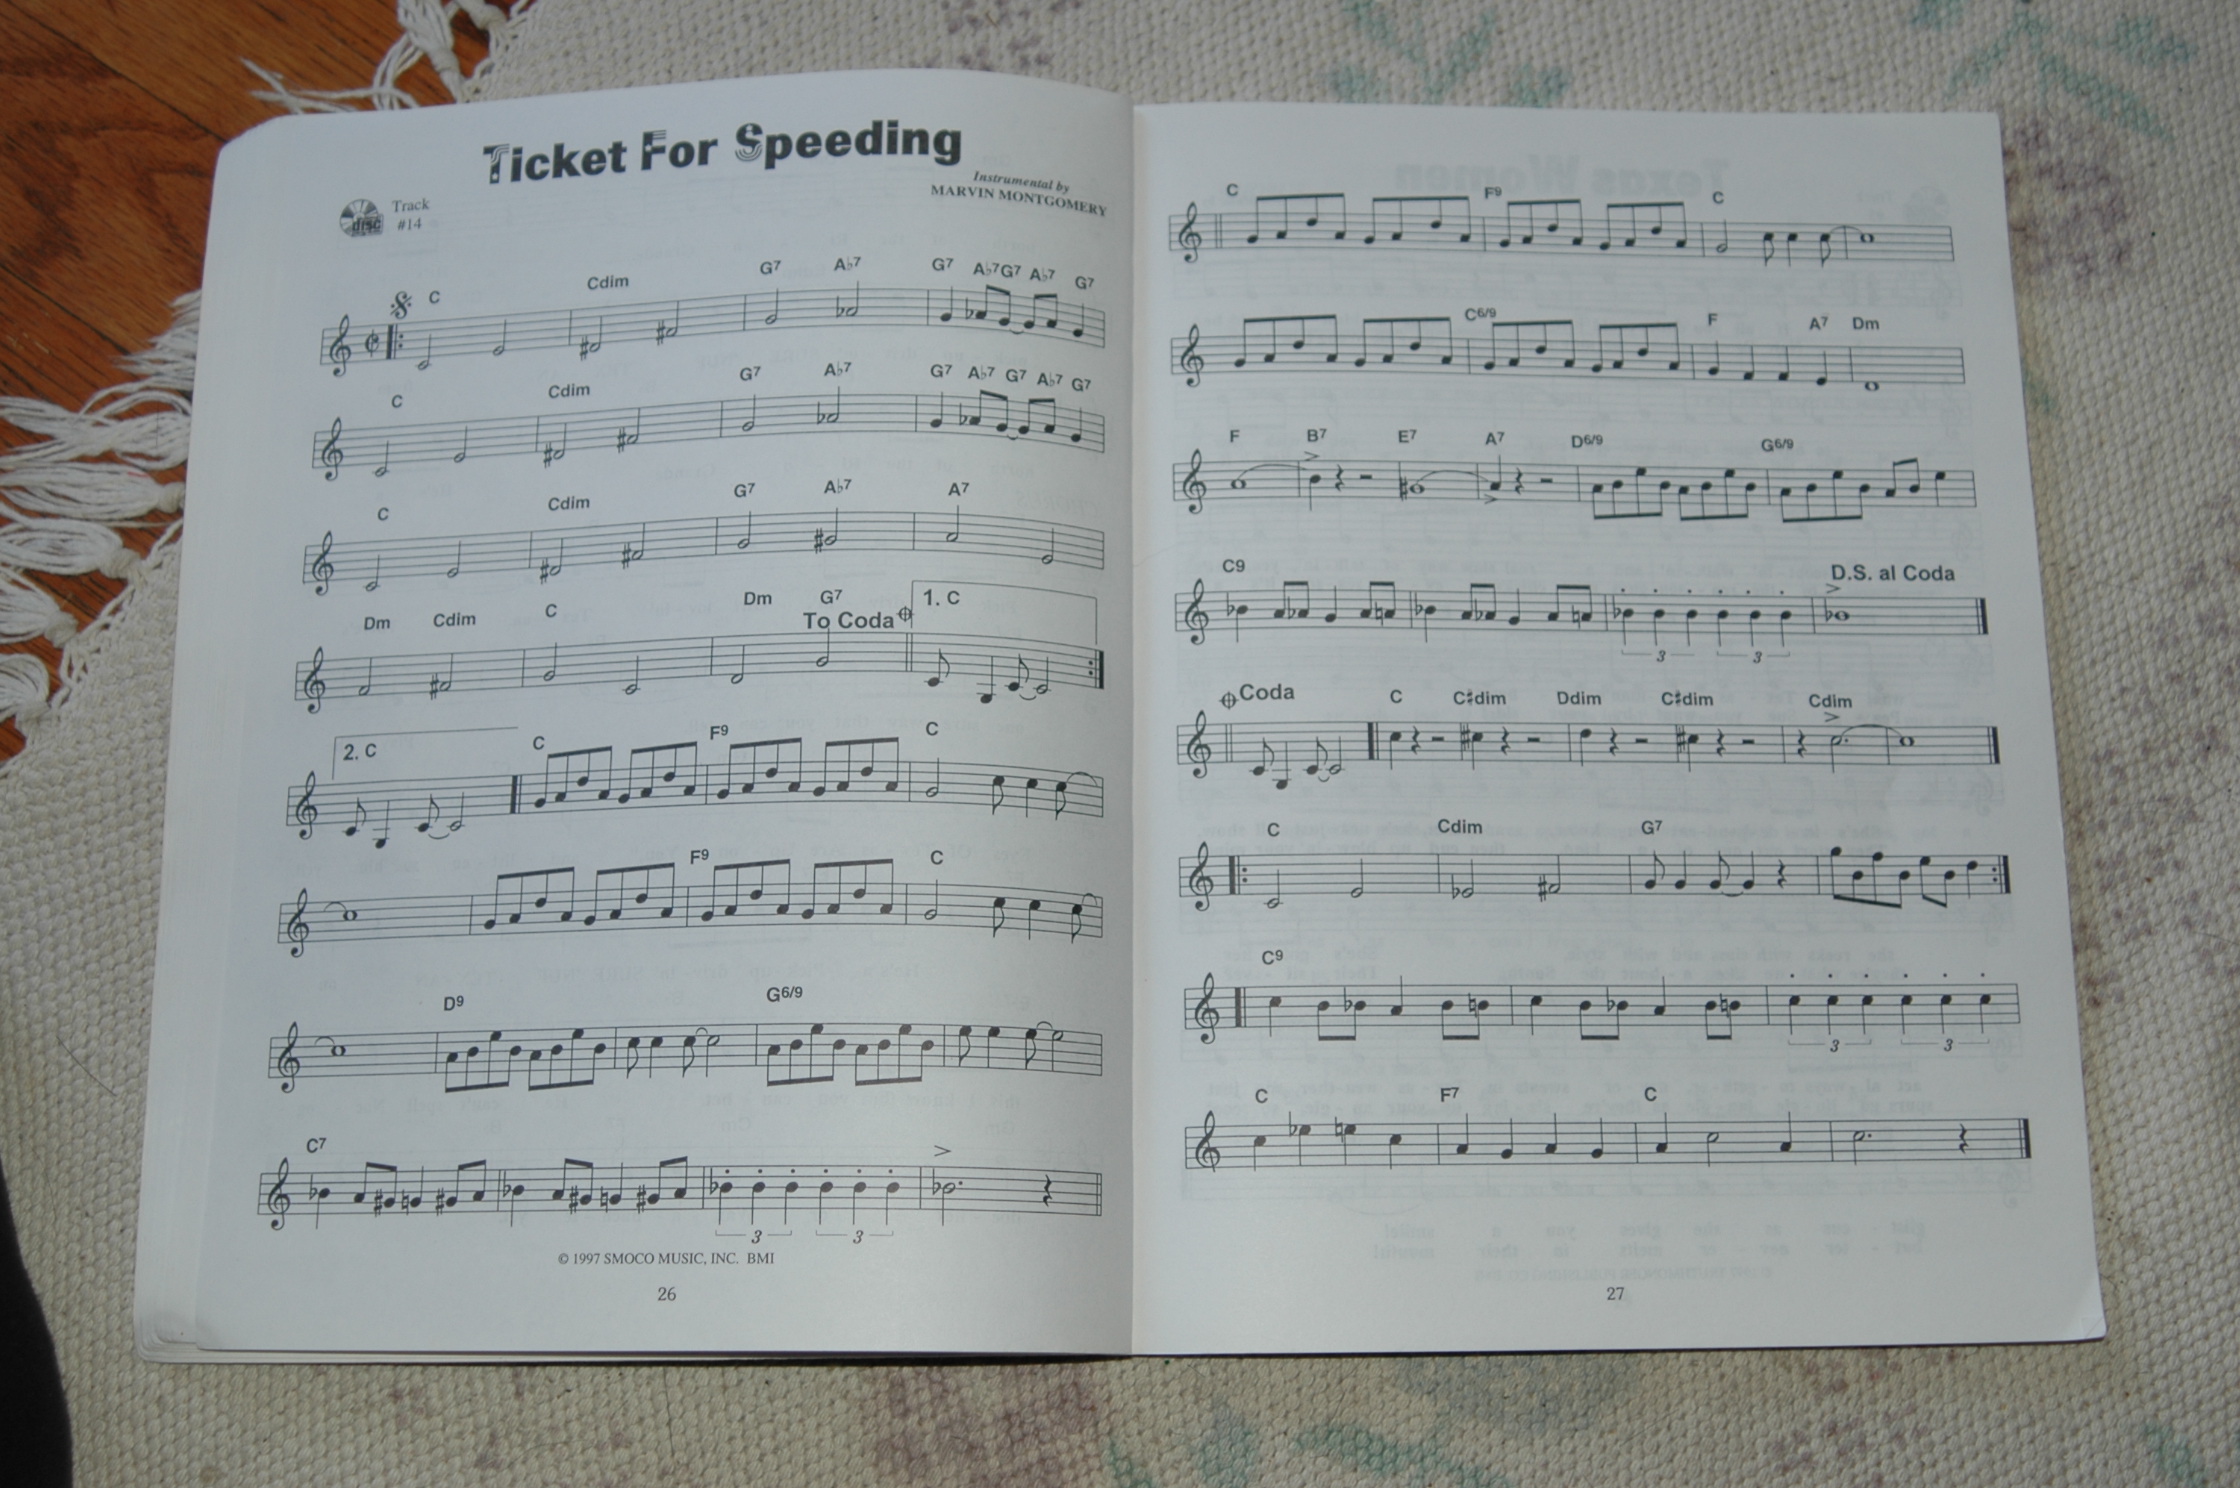 Ticket For Speeding
disc
Track
#14
Instrumental by
MARVIN MONTGOMERY
C Cdim G7 A♭7 G7 A♭7 G7 A♭7 G7
C Cdim G7 A♭7 G7 A♭7 G7 A♭7 G7
C Cdim G7 A♭7 A7
Dm Cdim C Dm G7 1. C
To Coda
2. C C F9 C
F9 C
D9 G6/9
C7
3 3
© 1997 SMOCO MUSIC, INC. BMI
26
C F9 C
C6/9 F A7 Dm
F B7 E7 A7 D6/9 G6/9
C9 D.S. al Coda
3 3
Coda C C♯dim Ddim C♯dim Cdim
C Cdim G7
C9
3 3
C F7 C
27